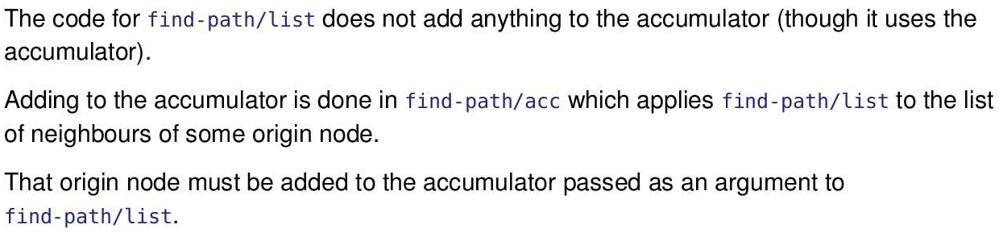 The code for find-path/list does not add anything to the accumulator (though it uses the
accumulator).
Adding to the accumulator is done in find-path/acc which applies find-path/list to the list
of neighbours of some origin node.
That origin node must be added to the accumulator passed as an argument to
find-path/list.